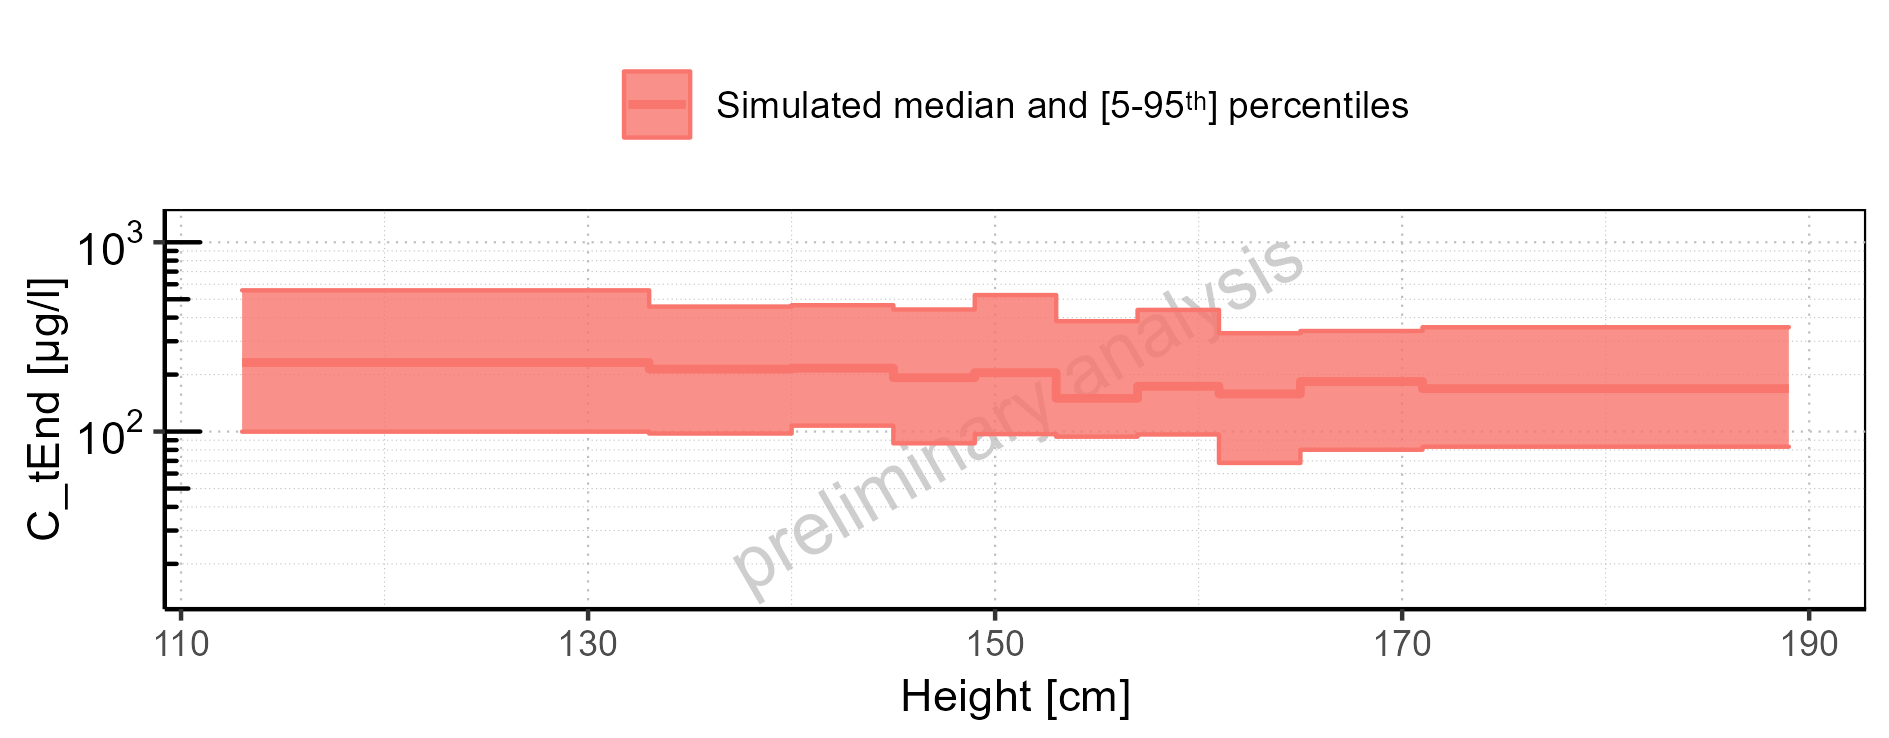 Simulated median and [5-95th] percentiles
C_tEnd [µg/l]
10³
10²
preliminary analysis
110 130 150 170 190
Height [cm]